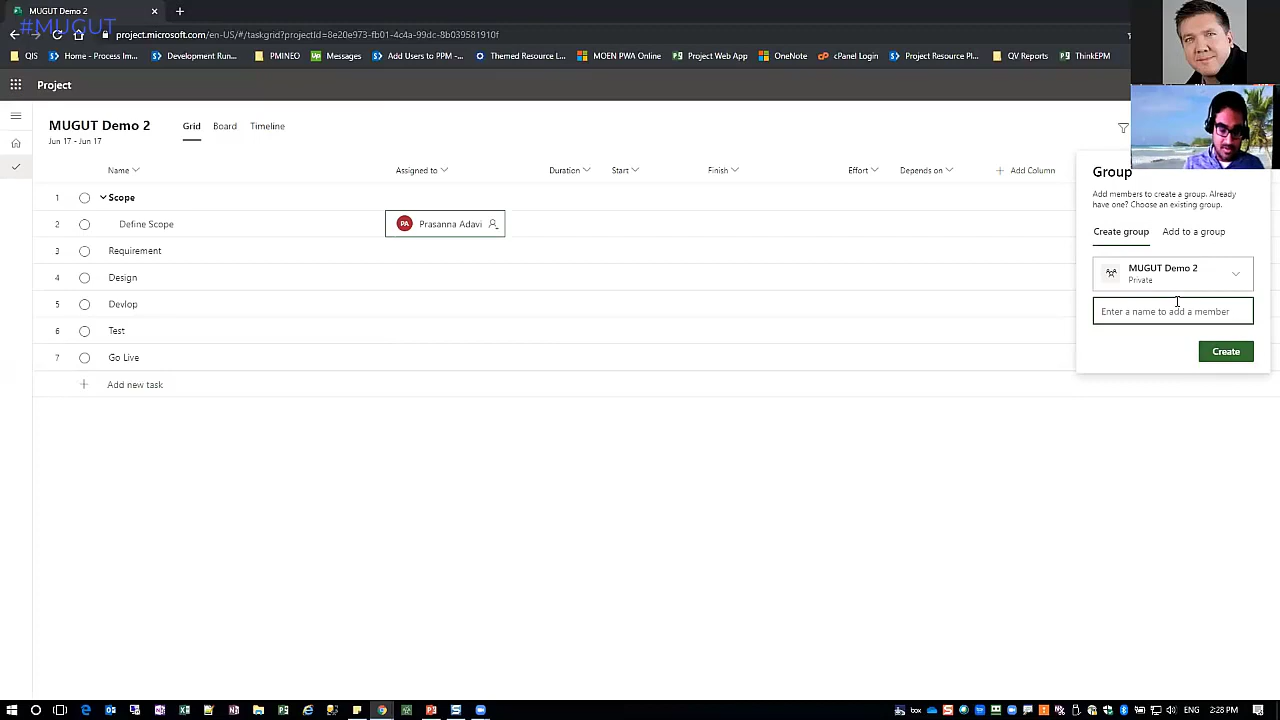 MUGUT Demo 2
#MUGUT
project.microsoft.com/en-US/#/taskgrid?projectId=8e20e973-fb01-4c4a-99dc-8b039581910f
QIS
Home - Process Im...
Development Run...
PMINEO
Messages
Add Users to PPM -...
Themed Resource L...
MOEN PWA Online
Project Web App
OneNote
cPanel Login
Project Resource Pl...
QV Reports
ThinkEPM
Project
MUGUT Demo 2
Grid
Board
Timeline
Jun 17 - Jun 17
Name
Assigned to
Duration
Start
Finish
Effort
Depends on
Add Column
1
Scope
2
Define Scope
PA
Prasanna Adavi
3
Requirement
4
Design
5
Devlop
6
Test
7
Go Live
Add new task
Group
Add members to create a group. Already
have one? Choose an existing group.
Create group
Add to a group
MUGUT Demo 2
Private
Enter a name to add a member
Create
box
ENG
2:28 PM